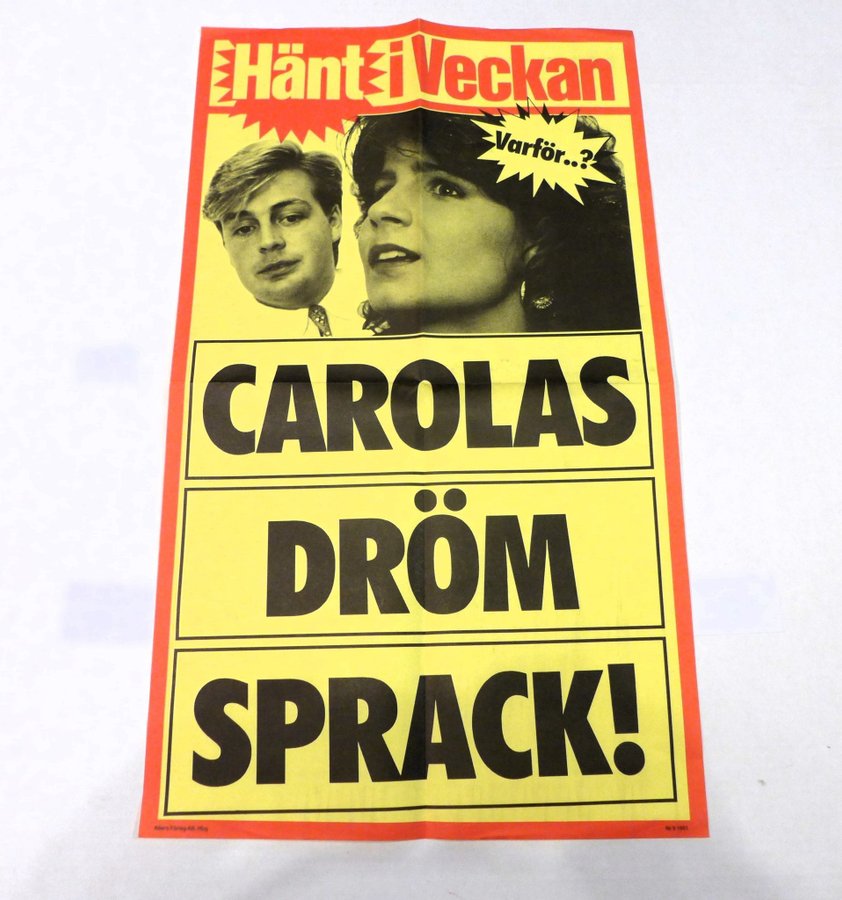 Hänt i Veckan
Varför..?
CAROLAS
DRÖM
SPRACK!